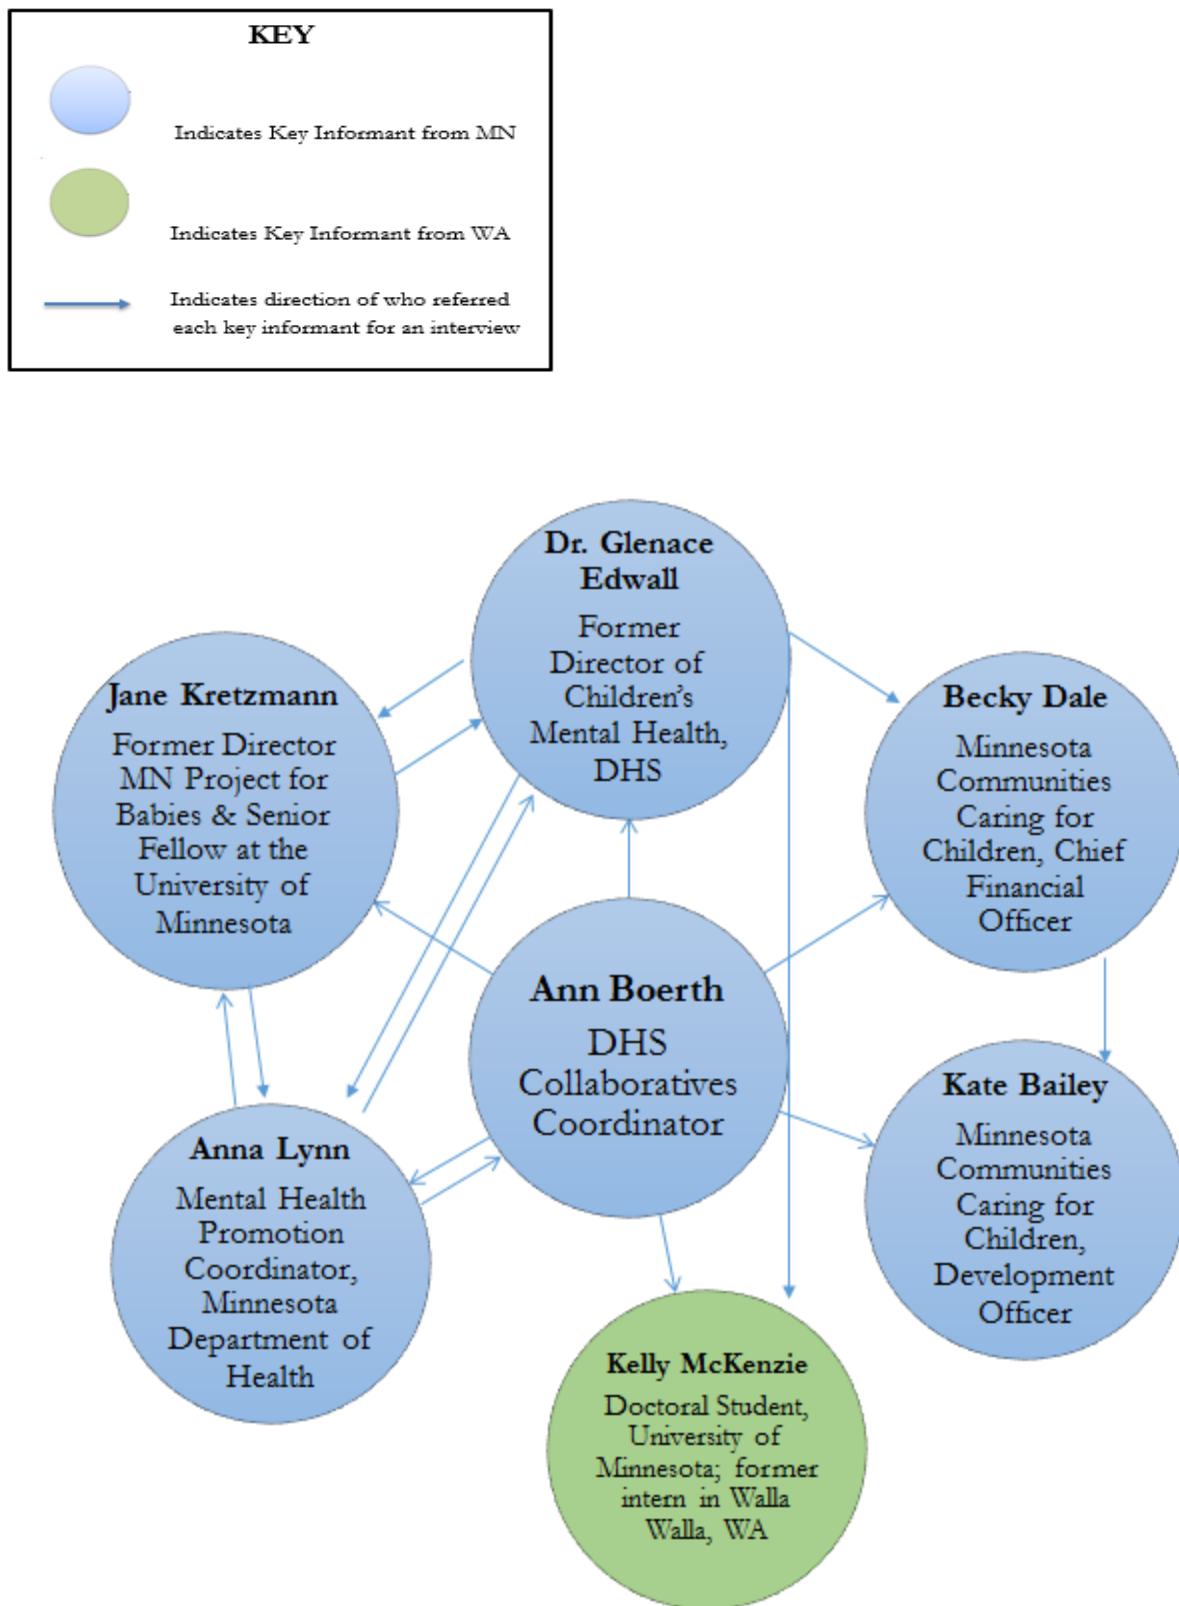 KEY
Indicates Key Informant from MN
Indicates Key Informant from WA
Indicates direction of who referred
each key informant for an interview
Dr. Glenace
Edwall
Former
Director of
Children’s
Mental Health,
DHS
Jane Kretzmann
Former Director
MN Project for
Babies & Senior
Fellow at the
University of
Minnesota
Becky Dale
Minnesota
Communities
Caring for
Children, Chief
Financial
Officer
Ann Boerth
DHS
Collaboratives
Coordinator
Kate Bailey
Minnesota
Communities
Caring for
Children,
Development
Officer
Anna Lynn
Mental Health
Promotion
Coordinator,
Minnesota
Department of
Health
Kelly McKenzie
Doctoral Student,
University of
Minnesota; former
intern in Walla
Walla, WA